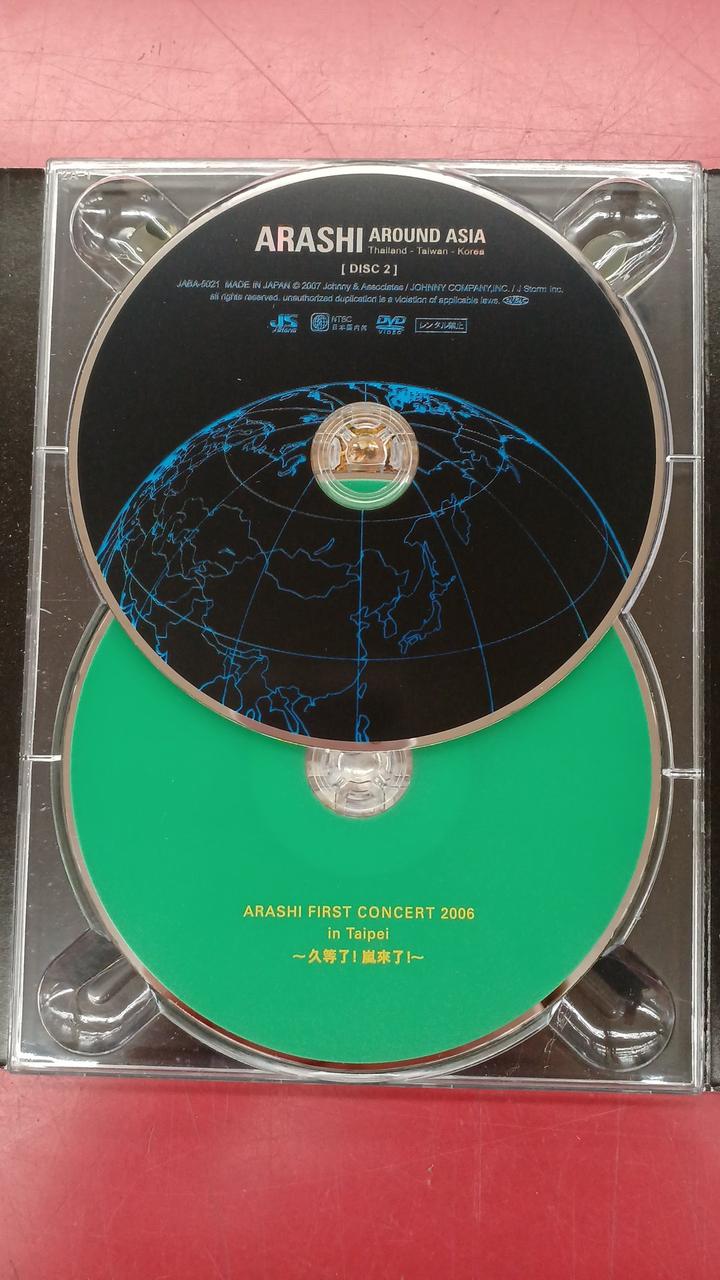 ARASHI AROUND ASIA
Thailand - Taiwan - Korea
[ DISC 2 ]
JABA-5021 MADE IN JAPAN © 2007 Johnny & Associates / JOHNNY COMPANY,INC. / J Storm Inc.
all rights reserved. unauthorized duplication is a violation of applicable laws.
JS NTSC 日本国内向 DVD VIDEO レンタル禁止
ARASHI FIRST CONCERT 2006
in Taipei
～久等了! 嵐來了!～